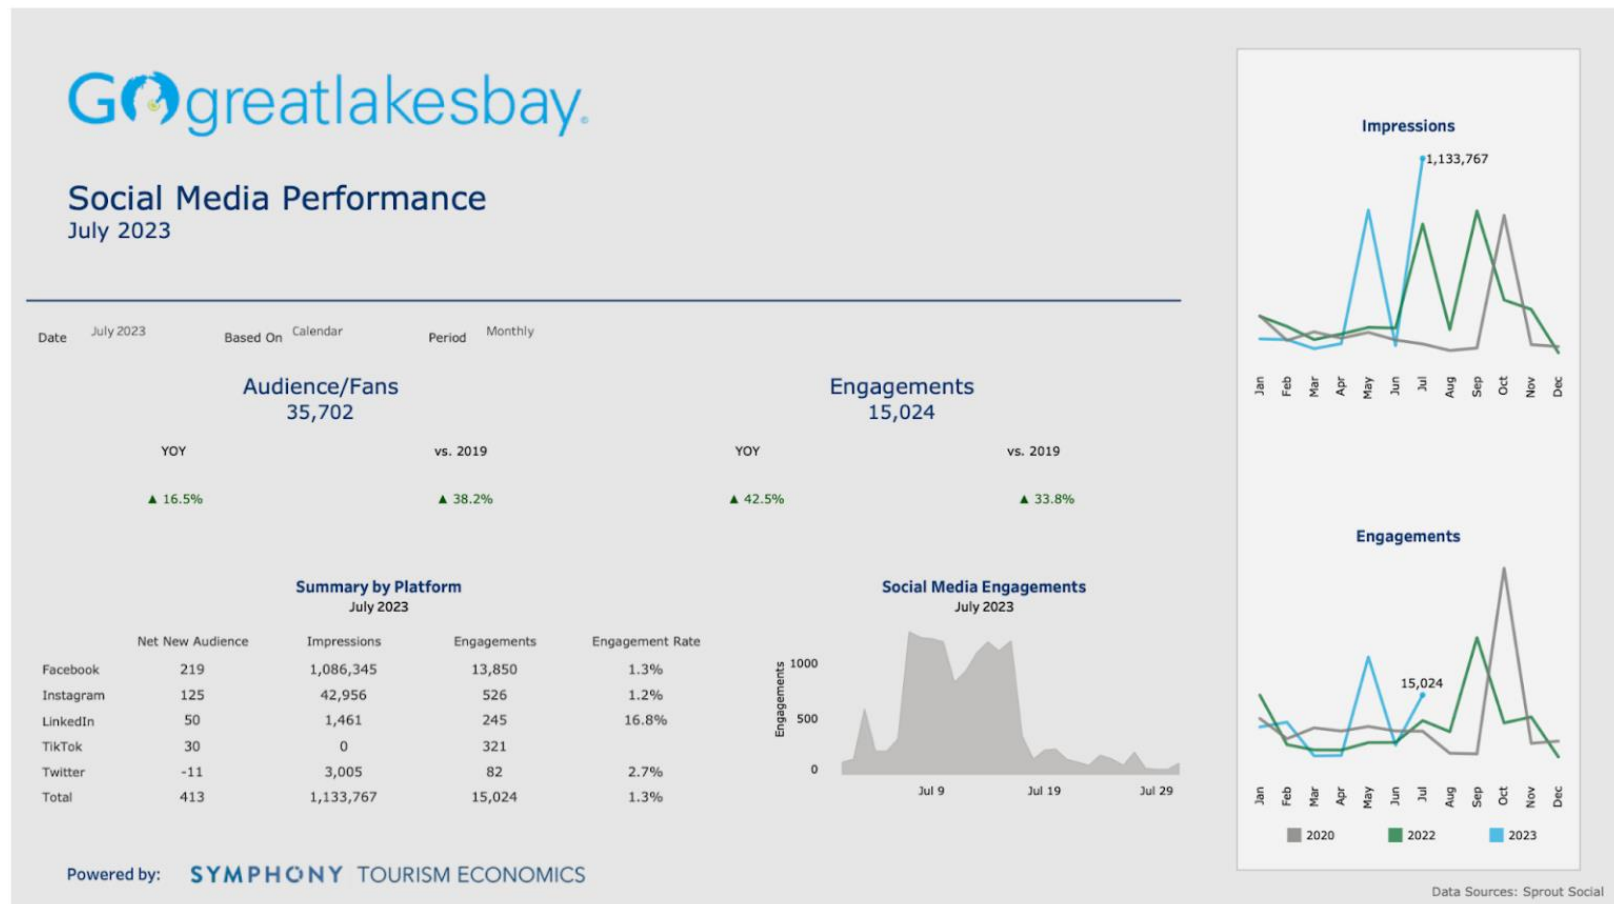 GOgreatlakesbay.
Social Media Performance
July 2023
Date July 2023 Based On Calendar Period Monthly
Audience/Fans
35,702
YOY vs. 2019
▲ 16.5% ▲ 38.2%
Engagements
15,024
YOY vs. 2019
▲ 42.5% ▲ 33.8%
Summary by Platform
July 2023
Net New Audience Impressions Engagements Engagement Rate
Facebook 219 1,086,345 13,850 1.3%
Instagram 125 42,956 526 1.2%
LinkedIn 50 1,461 245 16.8%
TikTok 30 0 321
Twitter -11 3,005 82 2.7%
Total 413 1,133,767 15,024 1.3%
Social Media Engagements
July 2023
Engagements
1000
500
0
Jul 9 Jul 19 Jul 29
Impressions
1,133,767
Jan Feb Mar Apr May Jun Jul Aug Sep Oct Nov Dec
Engagements
15,024
Jan Feb Mar Apr May Jun Jul Aug Sep Oct Nov Dec
2020 2022 2023
Powered by: SYMPHONY TOURISM ECONOMICS
Data Sources: Sprout Social